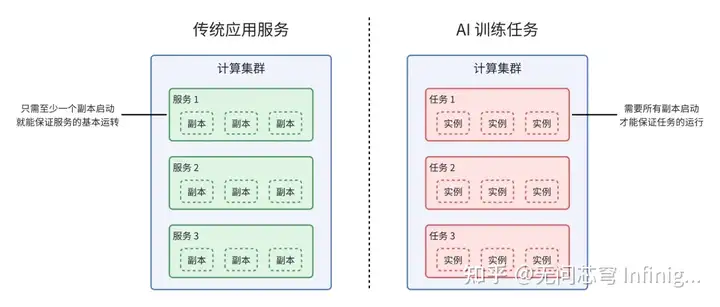 传统应用服务
AI 训练任务
计算集群
计算集群
只需至少一个副本启动
就能保证服务的基本运转
服务 1
副本 副本 副本
服务 2
副本 副本 副本
服务 3
副本 副本 副本
任务 1
实例 实例 实例
需要所有副本启动
才能保证任务的运行
任务 2
实例 实例 实例
任务 3
实例 实例 实例
知乎 @无问芯穹 Infinig...